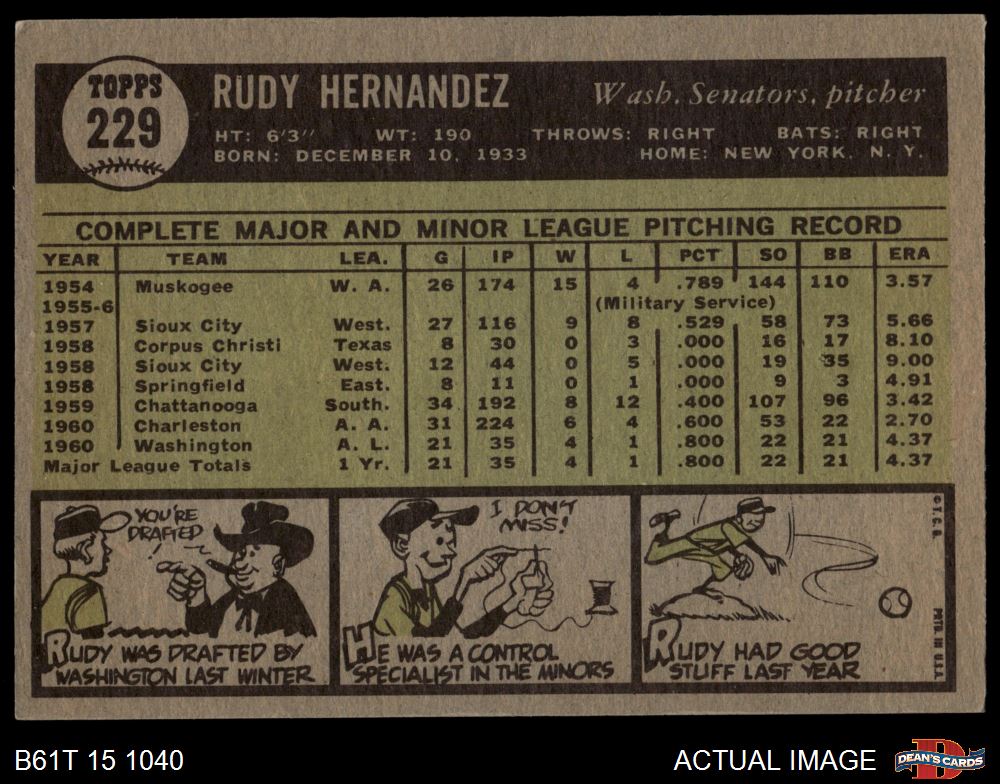 TOPPS
229
RUDY HERNANDEZ
Wash. Senators, pitcher
HT: 6'3" WT: 190 THROWS: RIGHT BATS: RIGHT
BORN: DECEMBER 10, 1933 HOME: NEW YORK, N. Y.
COMPLETE MAJOR AND MINOR LEAGUE PITCHING RECORD
YEAR TEAM LEA. G IP W L PCT SO BB ERA
1954 Muskogee W. A. 26 174 15 4 .789 144 110 3.57
1955-6 (Military Service)
1957 Sioux City West. 27 116 9 8 .529 58 73 5.66
1958 Corpus Christi Texas 8 30 0 3 .000 16 17 8.10
1958 Sioux City West. 12 44 0 5 .000 19 35 9.00
1958 Springfield East. 8 11 0 1 .000 9 3 4.91
1959 Chattanooga South. 34 192 8 12 .400 107 96 3.42
1960 Charleston A. A. 31 224 6 4 .600 53 22 2.70
1960 Washington A. L. 21 35 4 1 .800 22 21 4.37
Major League Totals 1 Yr. 21 35 4 1 .800 22 21 4.37
YOU'RE
DRAFTED
!
RUDY WAS DRAFTED BY
WASHINGTON LAST WINTER
I DON'T
MISS!
HE WAS A CONTROL
SPECIALIST IN THE MINORS
RUDY HAD GOOD
STUFF LAST YEAR
© T.C.G.
PRTD. IN U.S.A.
B61T 15 1040
ACTUAL IMAGE
D
DEAN'S CARDS